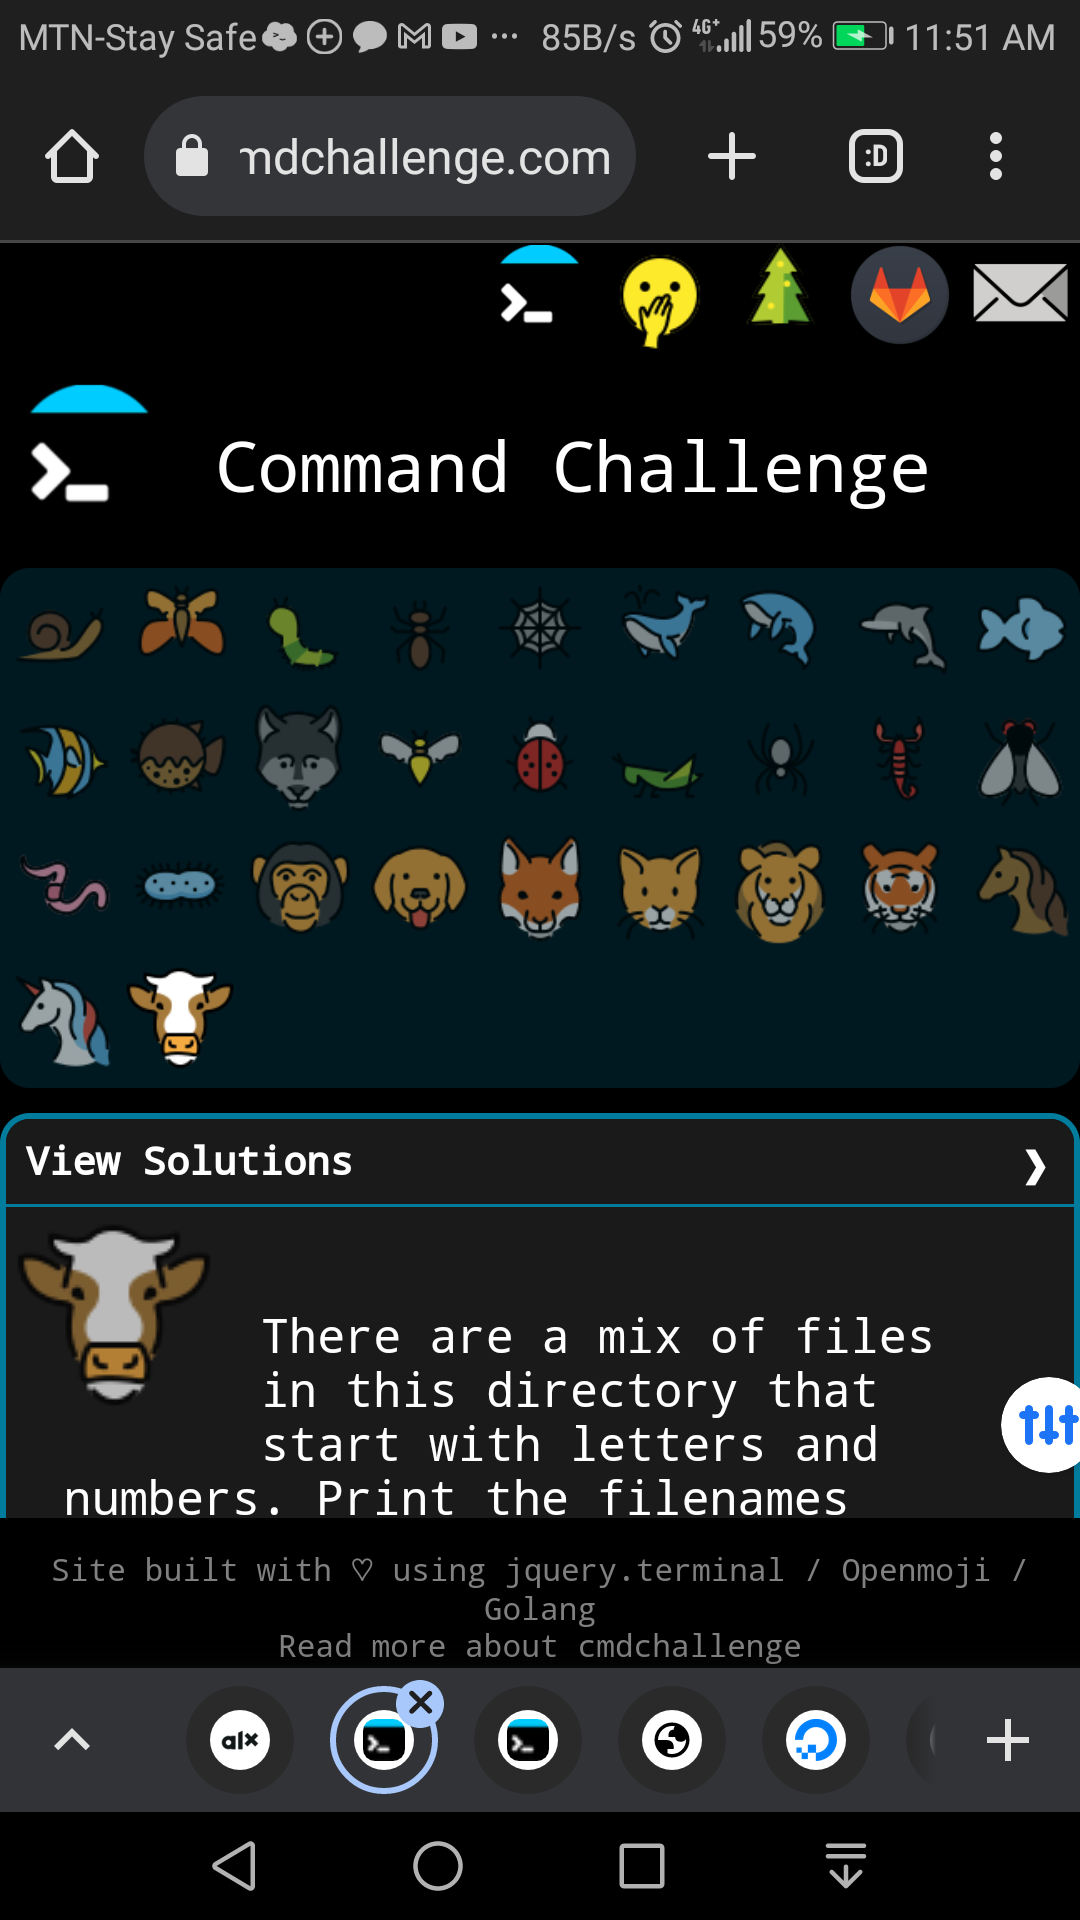 MTN-Stay Safe ··· 85B/s 4G+ 59% 11:51 AM
mdchallenge.com :D
Command Challenge
View Solutions ❯
There are a mix of files
in this directory that
start with letters and
numbers. Print the filenames
Site built with ♡ using jquery.terminal / Openmoji /
Golang
Read more about cmdchallenge
alx